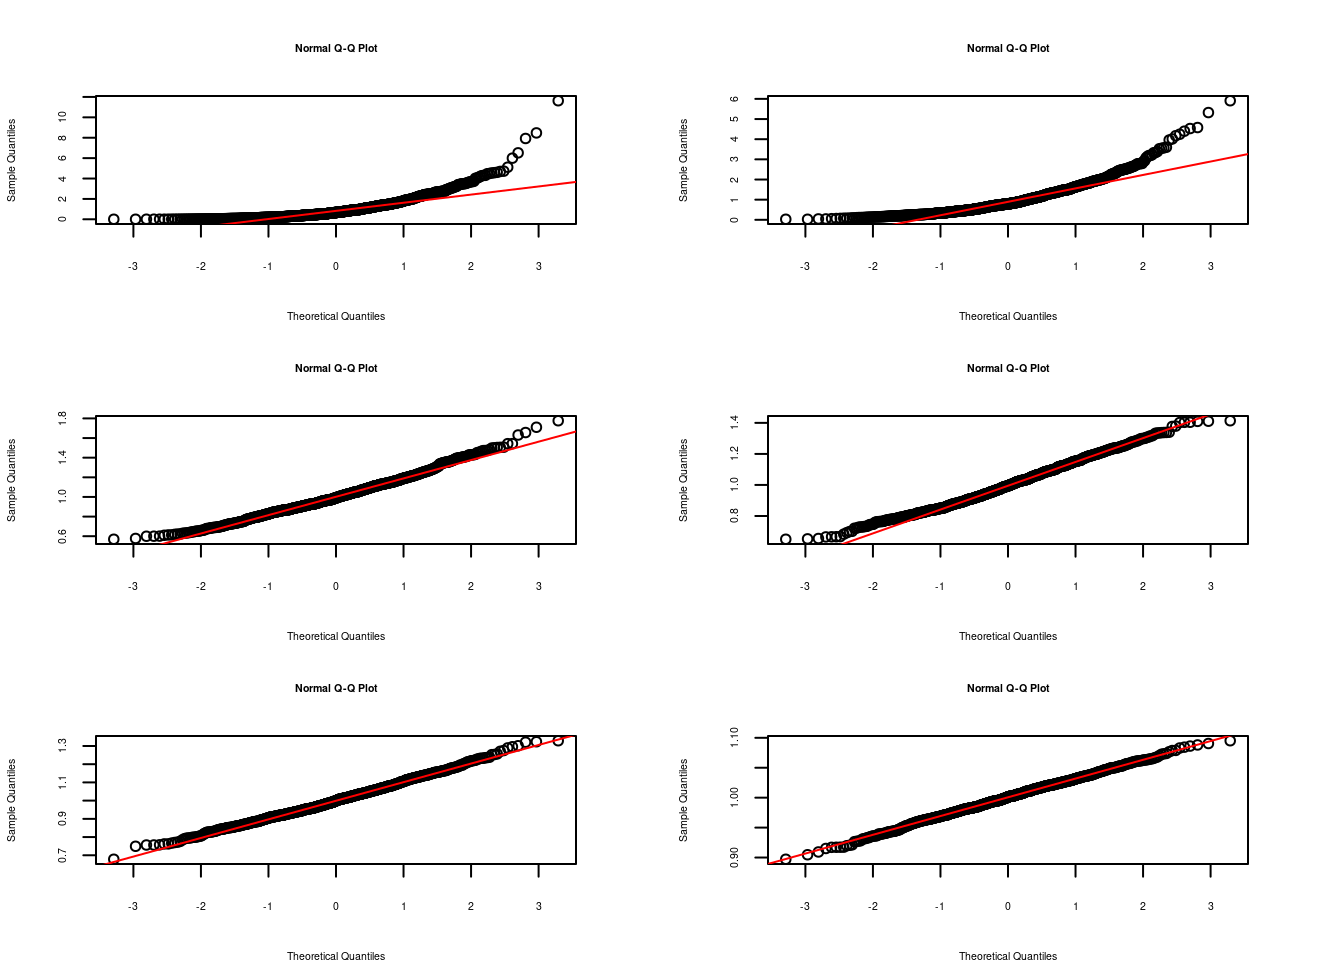 Normal Q-Q Plot
Sample Quantiles
0 2 4 6 8 10
-3 -2 -1 0 1 2 3
Theoretical Quantiles
Normal Q-Q Plot
Sample Quantiles
0 1 2 3 4 5 6
-3 -2 -1 0 1 2 3
Theoretical Quantiles
Normal Q-Q Plot
Sample Quantiles
0.6 1.0 1.4 1.8
-3 -2 -1 0 1 2 3
Theoretical Quantiles
Normal Q-Q Plot
Sample Quantiles
0.8 1.0 1.2 1.4
-3 -2 -1 0 1 2 3
Theoretical Quantiles
Normal Q-Q Plot
Sample Quantiles
0.7 0.9 1.1 1.3
-3 -2 -1 0 1 2 3
Theoretical Quantiles
Normal Q-Q Plot
Sample Quantiles
0.90 1.00 1.10
-3 -2 -1 0 1 2 3
Theoretical Quantiles